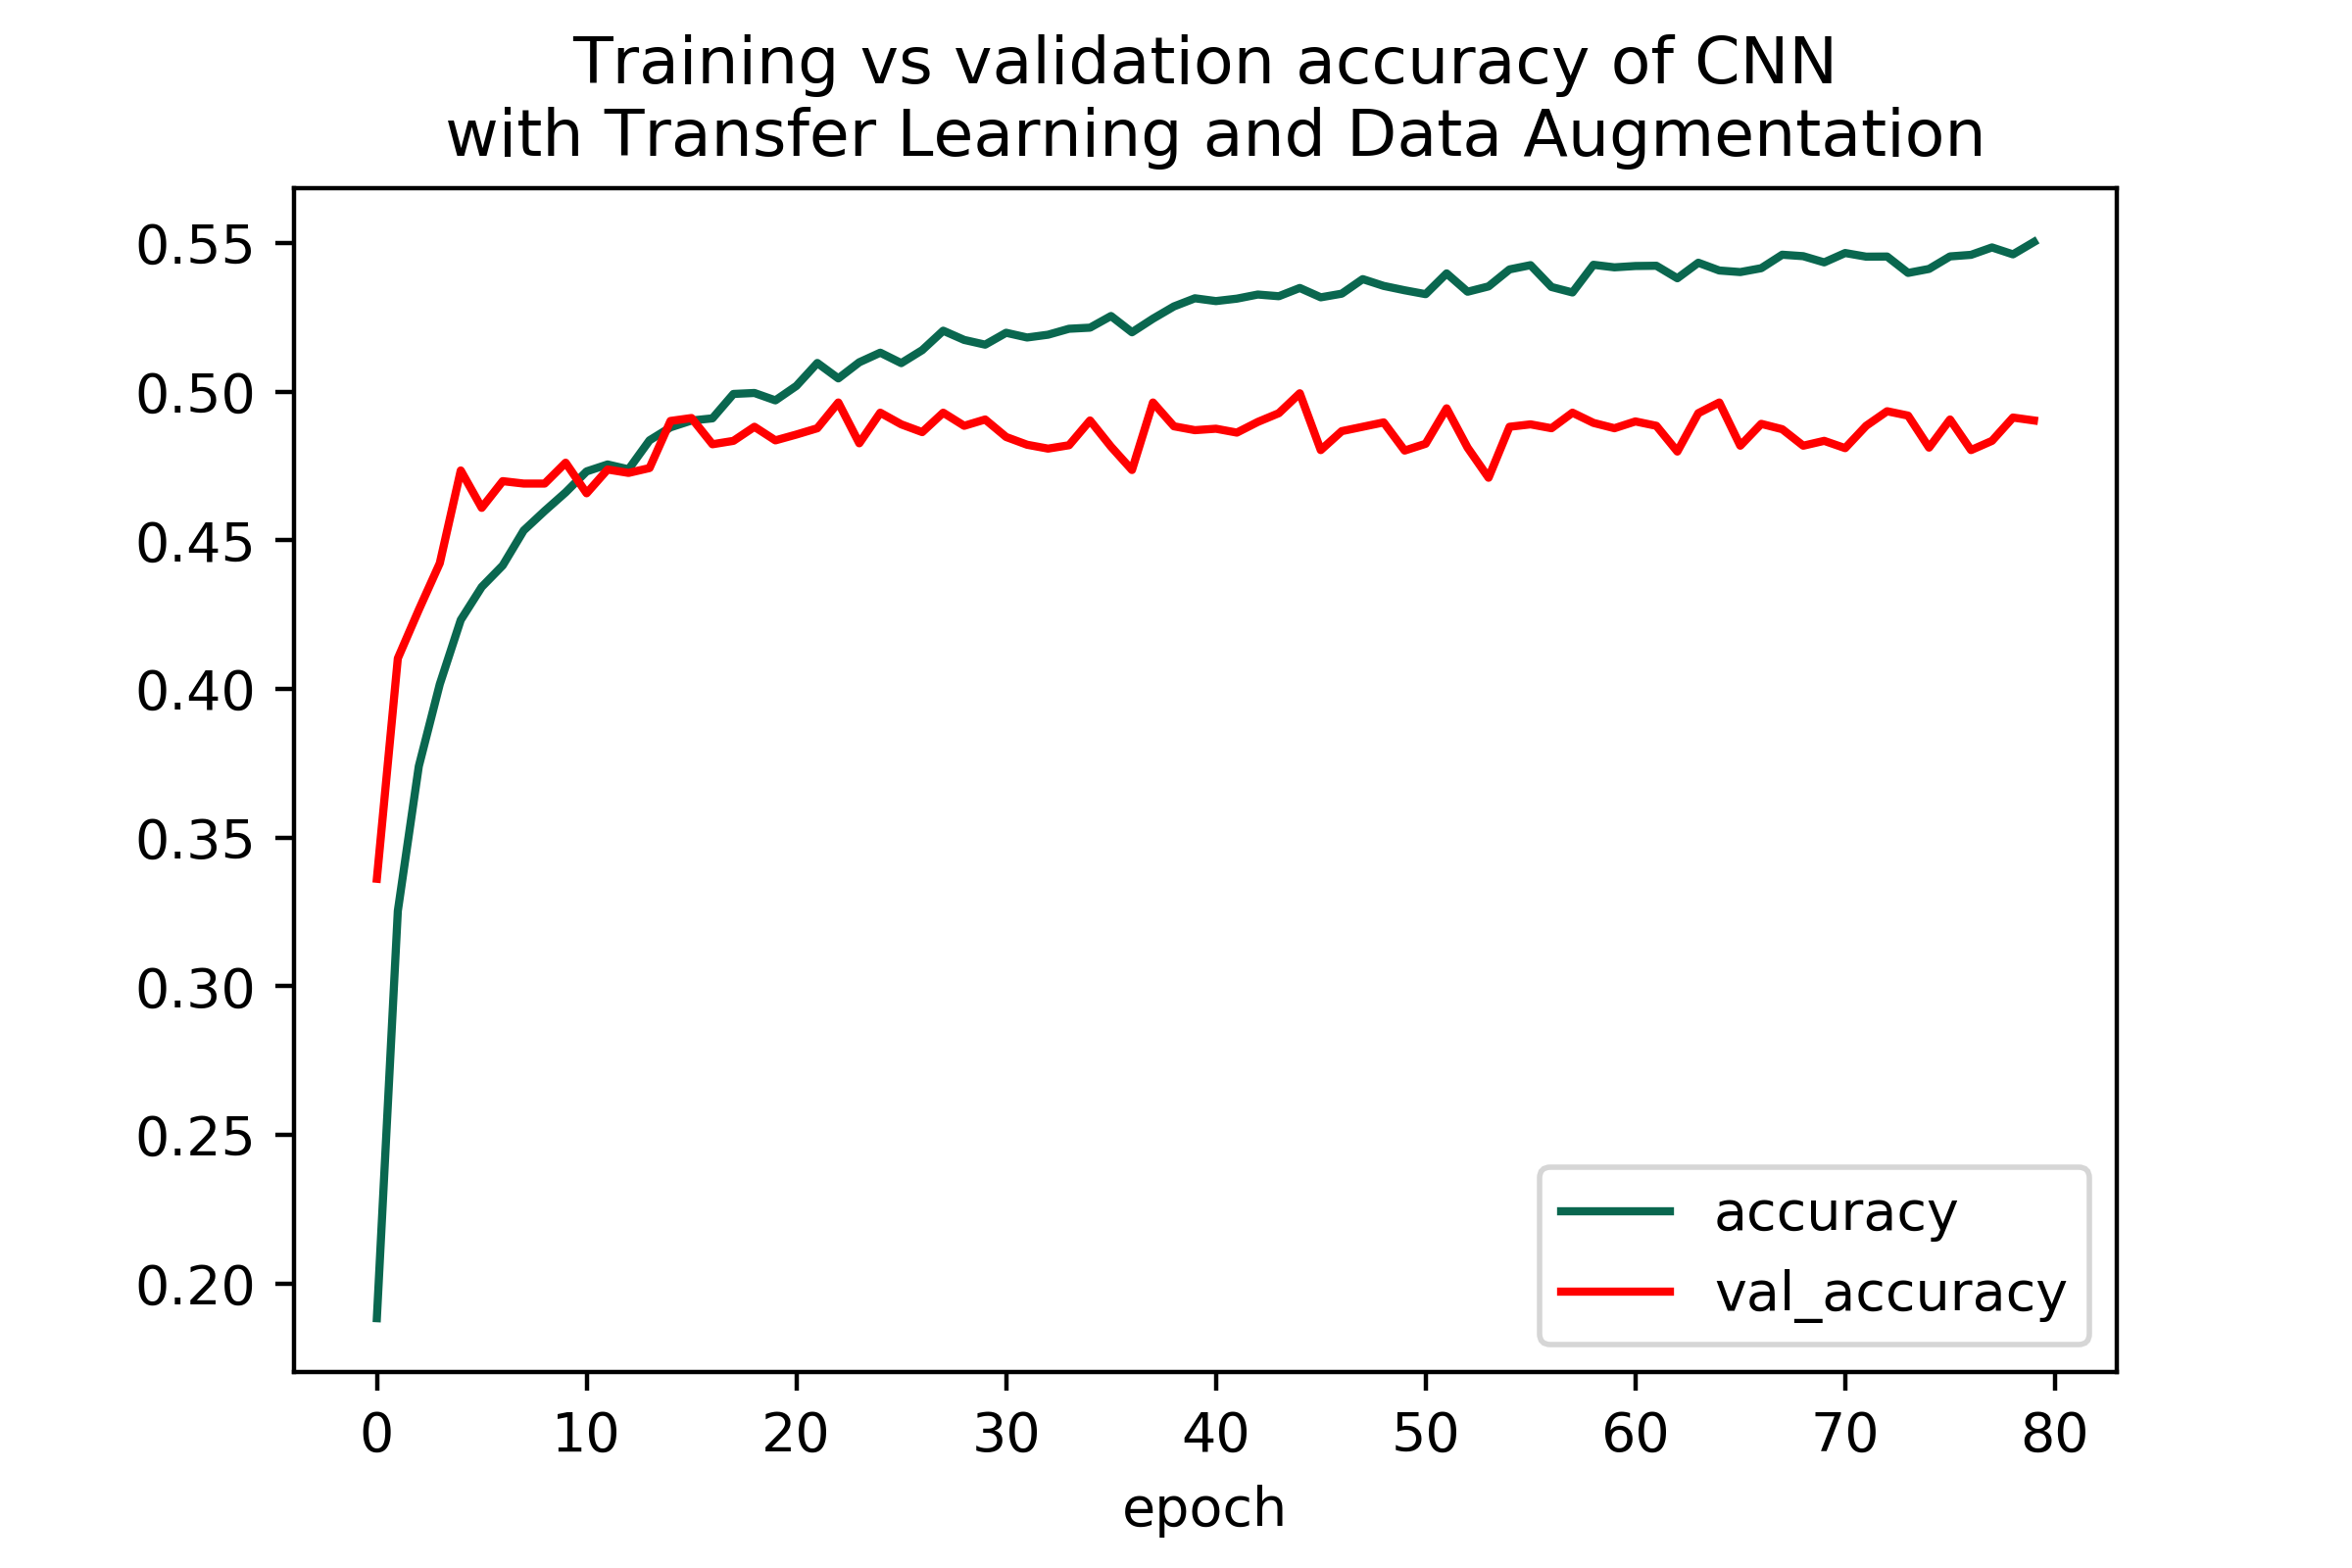 Training vs validation accuracy of CNN
with Transfer Learning and Data Augmentation
0.55
0.50
0.45
0.40
0.35
0.30
0.25
0.20
accuracy
val_accuracy
0 10 20 30 40 50 60 70 80
epoch